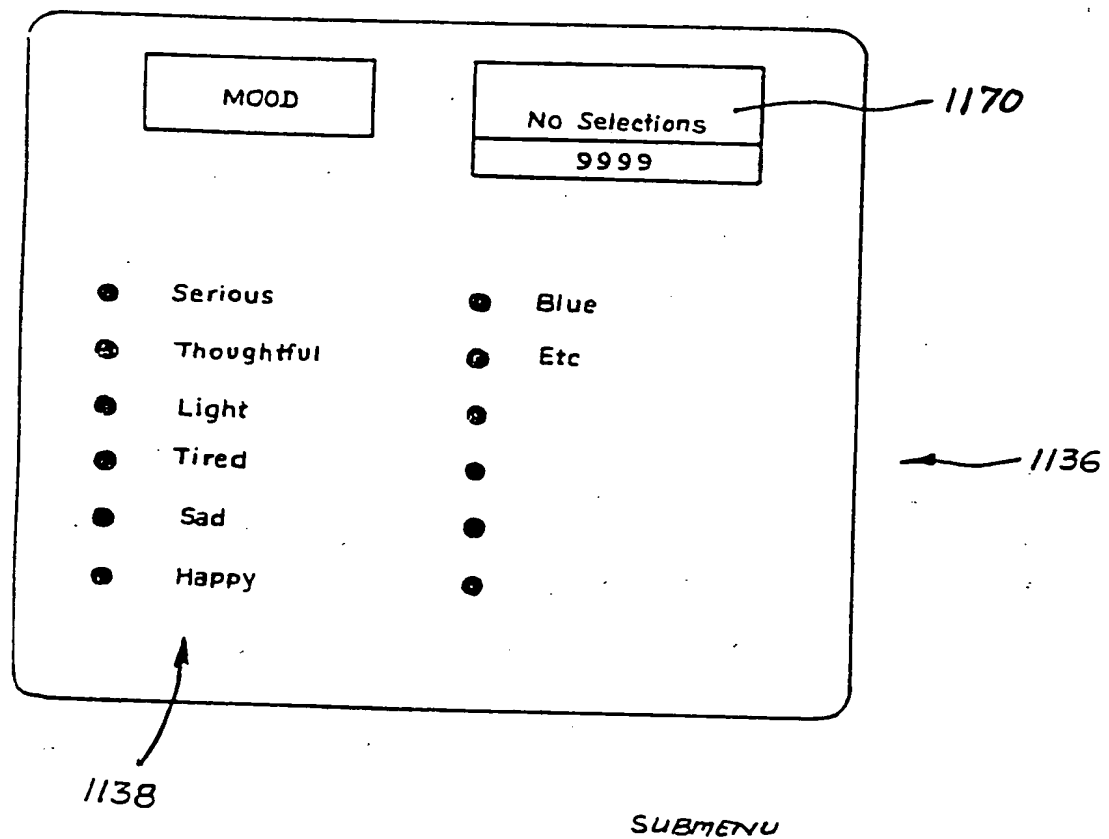 MOOD
No Selections
9999
1170
Serious
Thoughtful
Light
Tired
Sad
Happy
Blue
Etc
1136
1138
SUBMENU